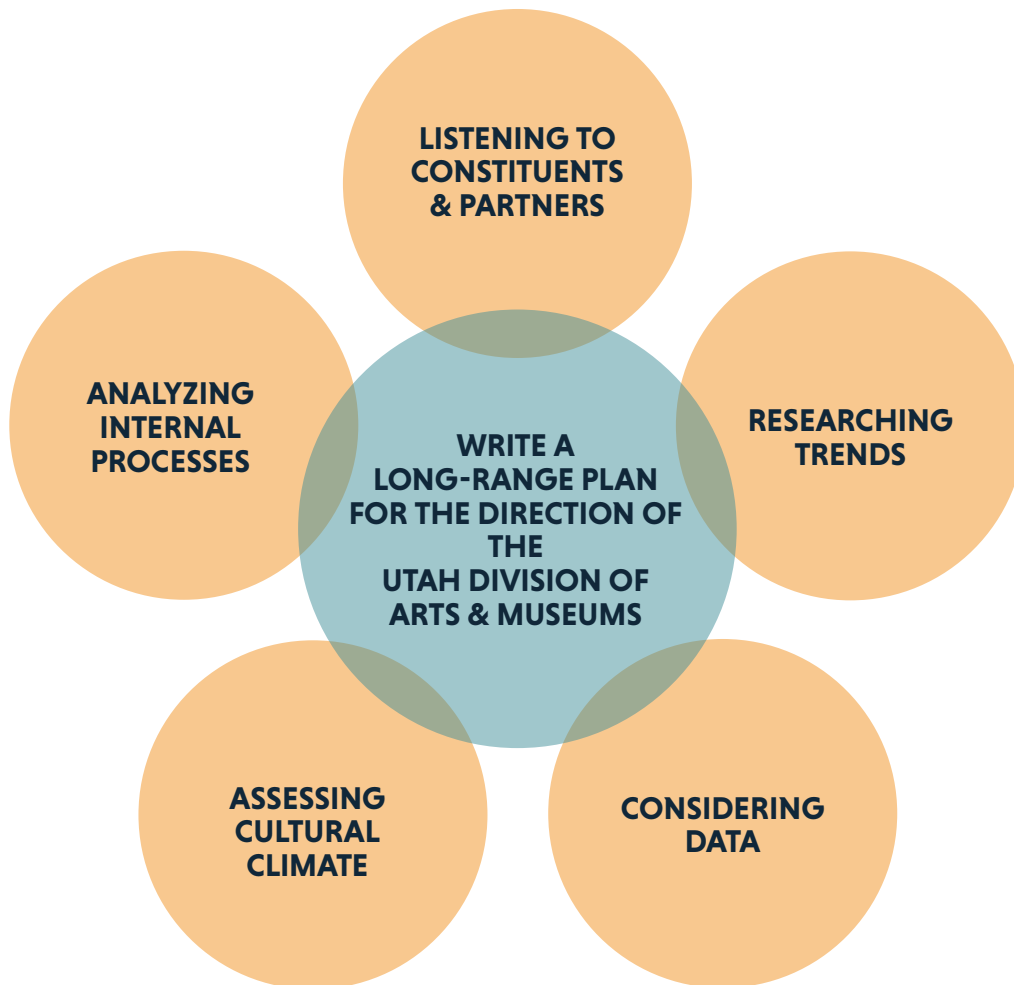 LISTENING TO
CONSTITUENTS
& PARTNERS
ANALYZING
INTERNAL
PROCESSES
RESEARCHING
TRENDS
WRITE A
LONG-RANGE PLAN
FOR THE DIRECTION OF
THE
UTAH DIVISION OF
ARTS & MUSEUMS
ASSESSING
CULTURAL
CLIMATE
CONSIDERING
DATA